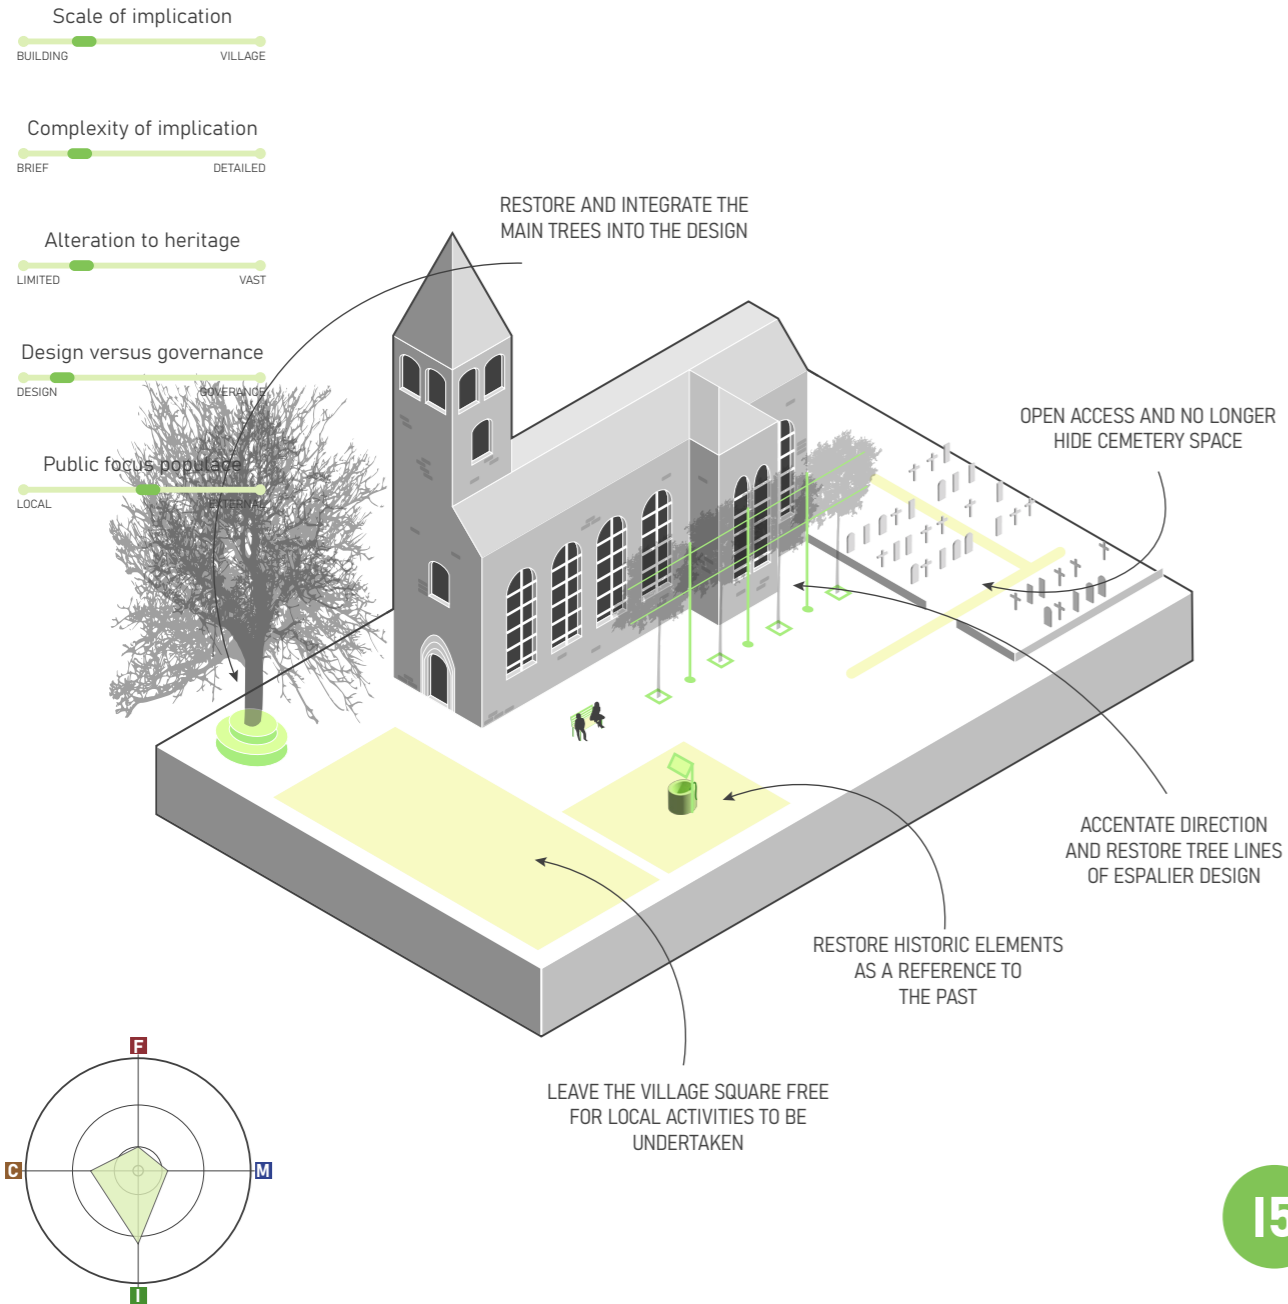 Scale of implication
BUILDING VILLAGE
Complexity of implication
BRIEF DETAILED
Alteration to heritage
LIMITED VAST
Design versus governance
DESIGN GOVERANCE
Public focus populace
LOCAL EXTERNAL
RESTORE AND INTEGRATE THE
MAIN TREES INTO THE DESIGN
OPEN ACCESS AND NO LONGER
HIDE CEMETERY SPACE
ACCENTATE DIRECTION
AND RESTORE TREE LINES
OF ESPALIER DESIGN
RESTORE HISTORIC ELEMENTS
AS A REFERENCE TO
THE PAST
LEAVE THE VILLAGE SQUARE FREE
FOR LOCAL ACTIVITIES TO BE
UNDERTAKEN
F
C M
I
I5